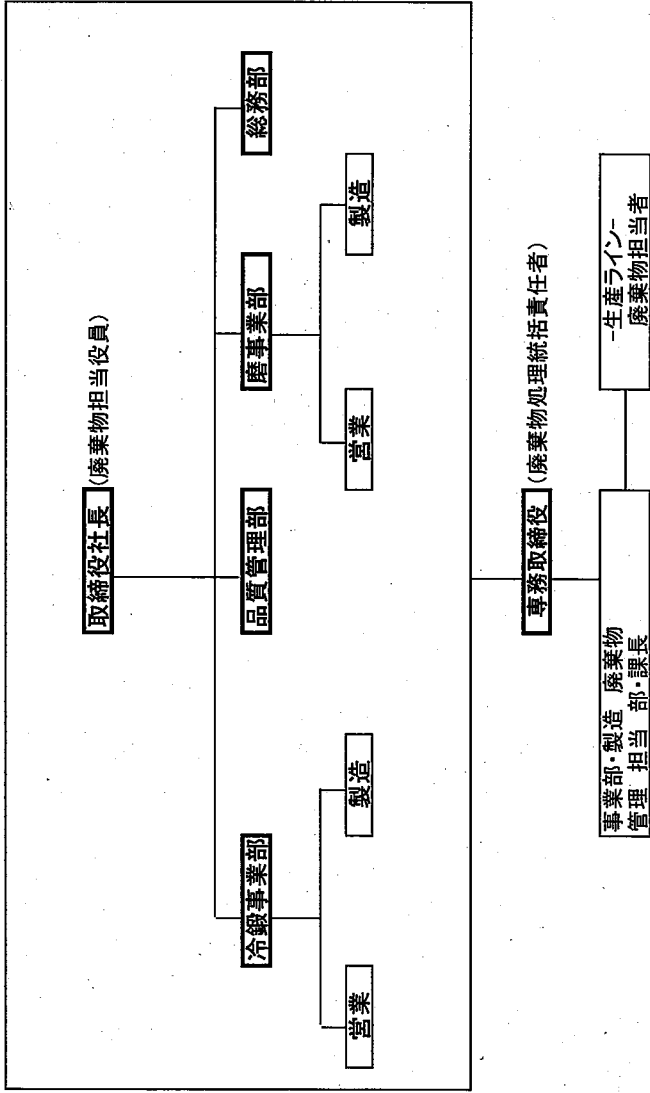 取締役社長 (廃棄物担当役員)
冷鍛事業部
品質管理部
磨事業部
総務部
営業
製造
営業
製造
専務取締役 (廃棄物処理統括責任者)
事業部・製造 廃棄物
管理 担当 部・課長
-生産ライン-
廃棄物担当者